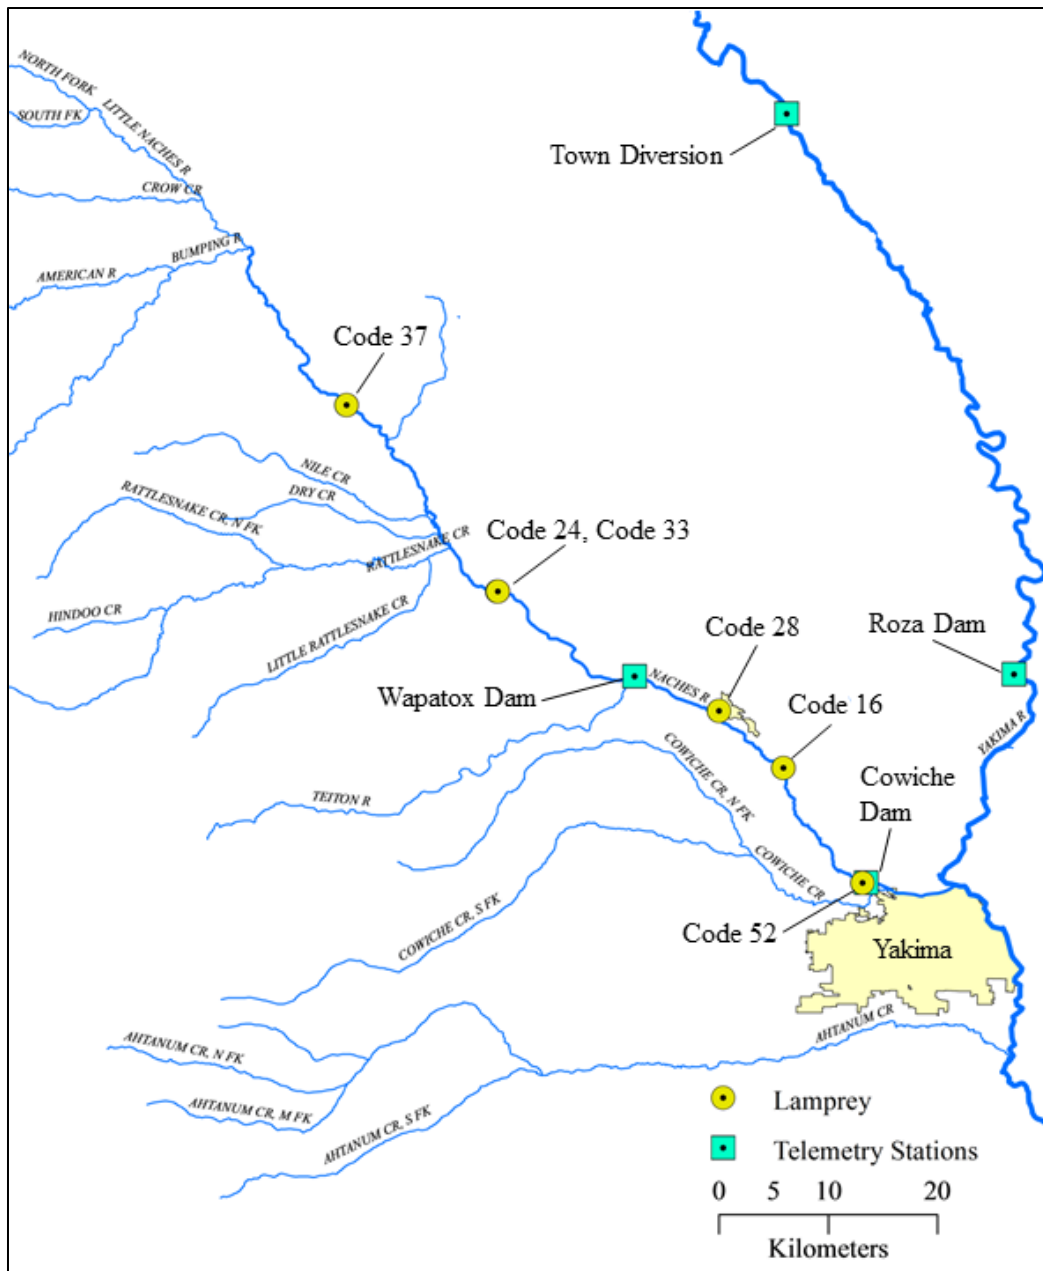 NORTH FORK
SOUTH FK
LITTLE NACHES R
Town Diversion
CROW CR
BUMPING R
AMERICAN R
Code 37
NILE CR
RATTLESNAKE CR, N FK
DRY CR
Code 24, Code 33
RATTLESNAKE CR
HINDOO CR
LITTLE RATTLESNAKE CR
Code 28
Roza Dam
Wapatox Dam
NACHES R
Code 16
YAKIMA R
COWICHE CR, N FK
Cowiche
Dam
TEITON R
COWICHE CR
COWICHE CR, S FK
Code 52
Yakima
AHTANUM CR
AHTANUM CR, N FK
AHTANUM CR, M FK
AHTANUM CR, S FK
Lamprey
Telemetry Stations
0 5 10 20
Kilometers